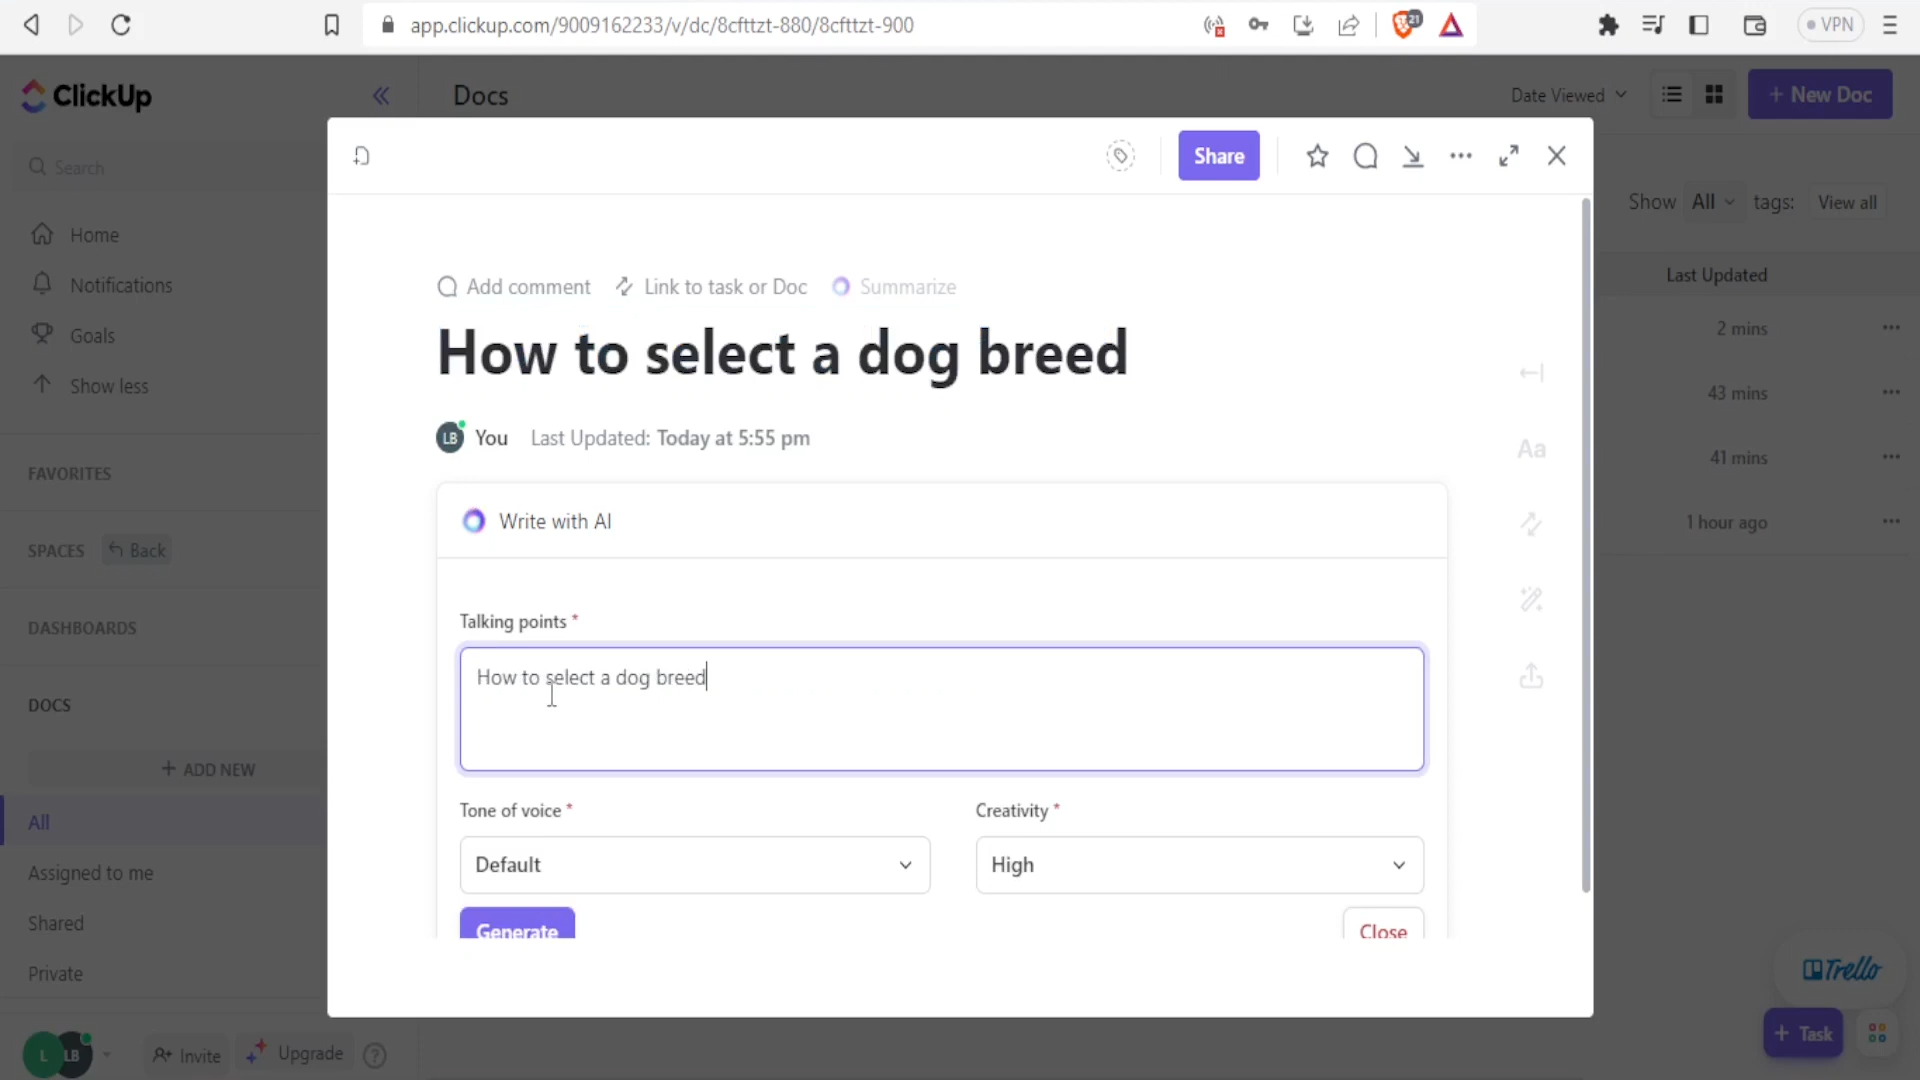 app.clickup.com/9009162233/v/dc/8cfttzt-880/8cfttzt-900
21
VPN
ClickUp
Docs
Date Viewed
+ New Doc
Search
Share
Show All tags: View all
Home
Add comment
Link to task or Doc
Summarize
Last Updated
Notifications
How to select a dog breed
2 mins
Goals
Show less
43 mins
LB You Last Updated: Today at 5:55 pm
Aa
41 mins
FAVORITES
Write with AI
1 hour ago
SPACES Back
Talking points *
DASHBOARDS
How to select a dog breed
DOCS
+ ADD NEW
Tone of voice *
Creativity *
All
Default
High
Assigned to me
Shared
Generate
Close
Private
Trello
L LB
Invite
Upgrade
?
+ Task